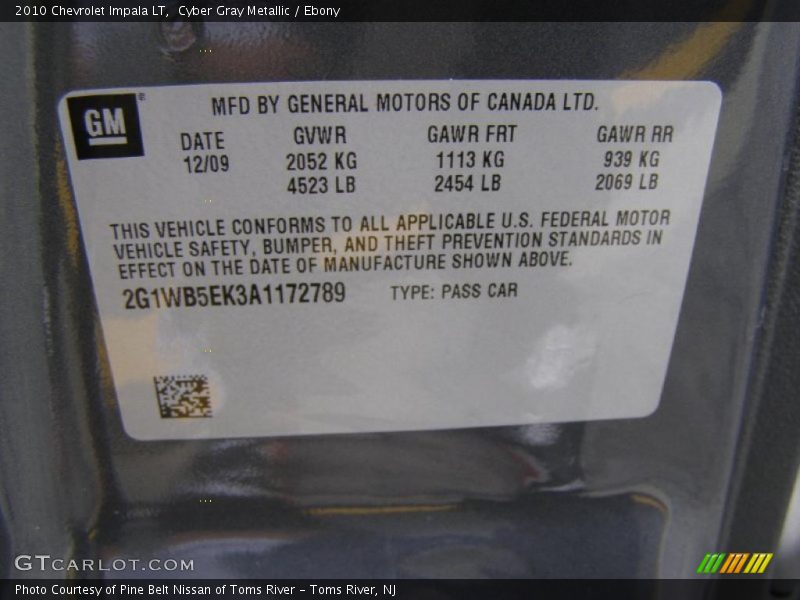 2010 Chevrolet Impala LT, Cyber Gray Metallic / Ebony
GM®
MFD BY GENERAL MOTORS OF CANADA LTD.
DATE GVWR GAWR FRT GAWR RR
12/09 2052 KG 1113 KG 939 KG
4523 LB 2454 LB 2069 LB
THIS VEHICLE CONFORMS TO ALL APPLICABLE U.S. FEDERAL MOTOR
VEHICLE SAFETY, BUMPER, AND THEFT PREVENTION STANDARDS IN
EFFECT ON THE DATE OF MANUFACTURE SHOWN ABOVE.
2G1WB5EK3A1172789 TYPE: PASS CAR
GTCARLOT.COM
Photo Courtesy of Pine Belt Nissan of Toms River - Toms River, NJ